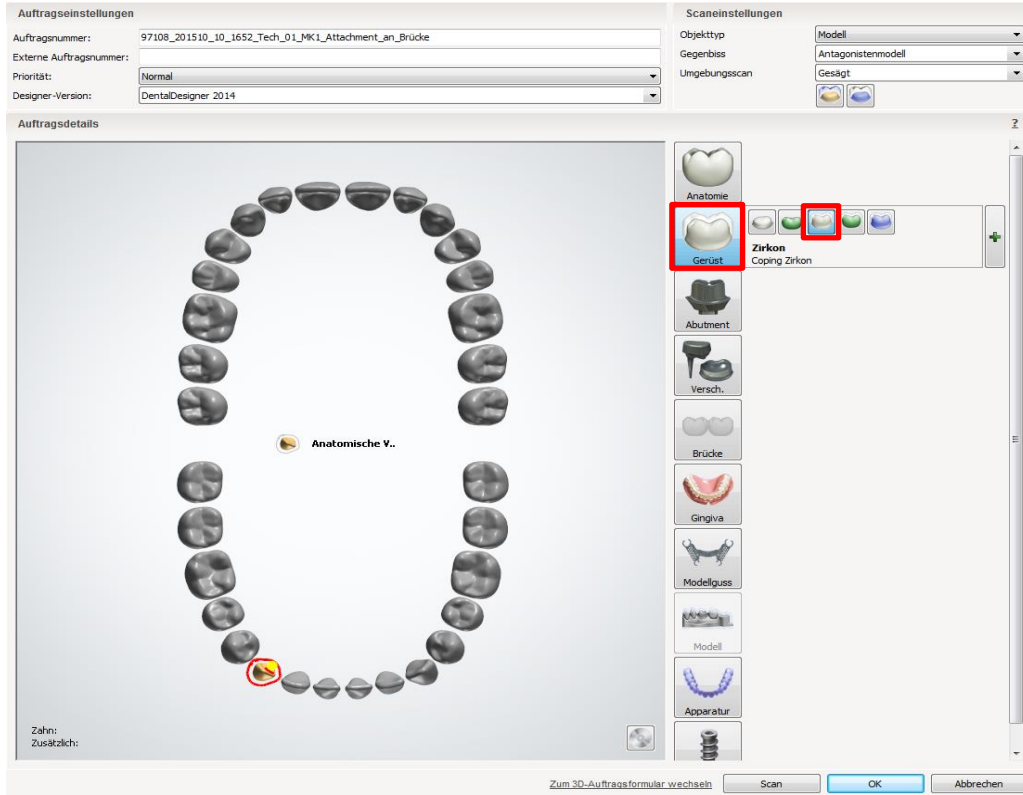 Auftragseinstellungen
Auftragsnummer: 97108_201510_10_1652_Tech_01_MK1_Attachment_an_Brücke
Externe Auftragsnummer:
Priorität: Normal
Designer-Version: DentalDesigner 2014
Scaneinstellungen
Objekttyp Modell
Gegenbiss Antagonistenmodell
Umgebungsscan Gesägt
Auftragsdetails ?
Anatomische V..
Zahn:
Zusätzlich:
Anatomie
Gerüst
Zirkon
Coping Zirkon
Abutment
Versch.
Brücke
Gingiva
Modellguss
Modell
Apparatur
Zum 3D-Auftragsformular wechseln Scan OK Abbrechen